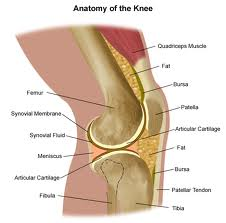 Anatomy of the Knee
Quadriceps Muscle
Fat
Bursa
Femur
Patella
Synovial Membrane
Articular Cartilage
Synovial Fluid
Fat
Meniscus
Bursa
Articular Cartilage
Patellar Tendon
Fibula
Tibia